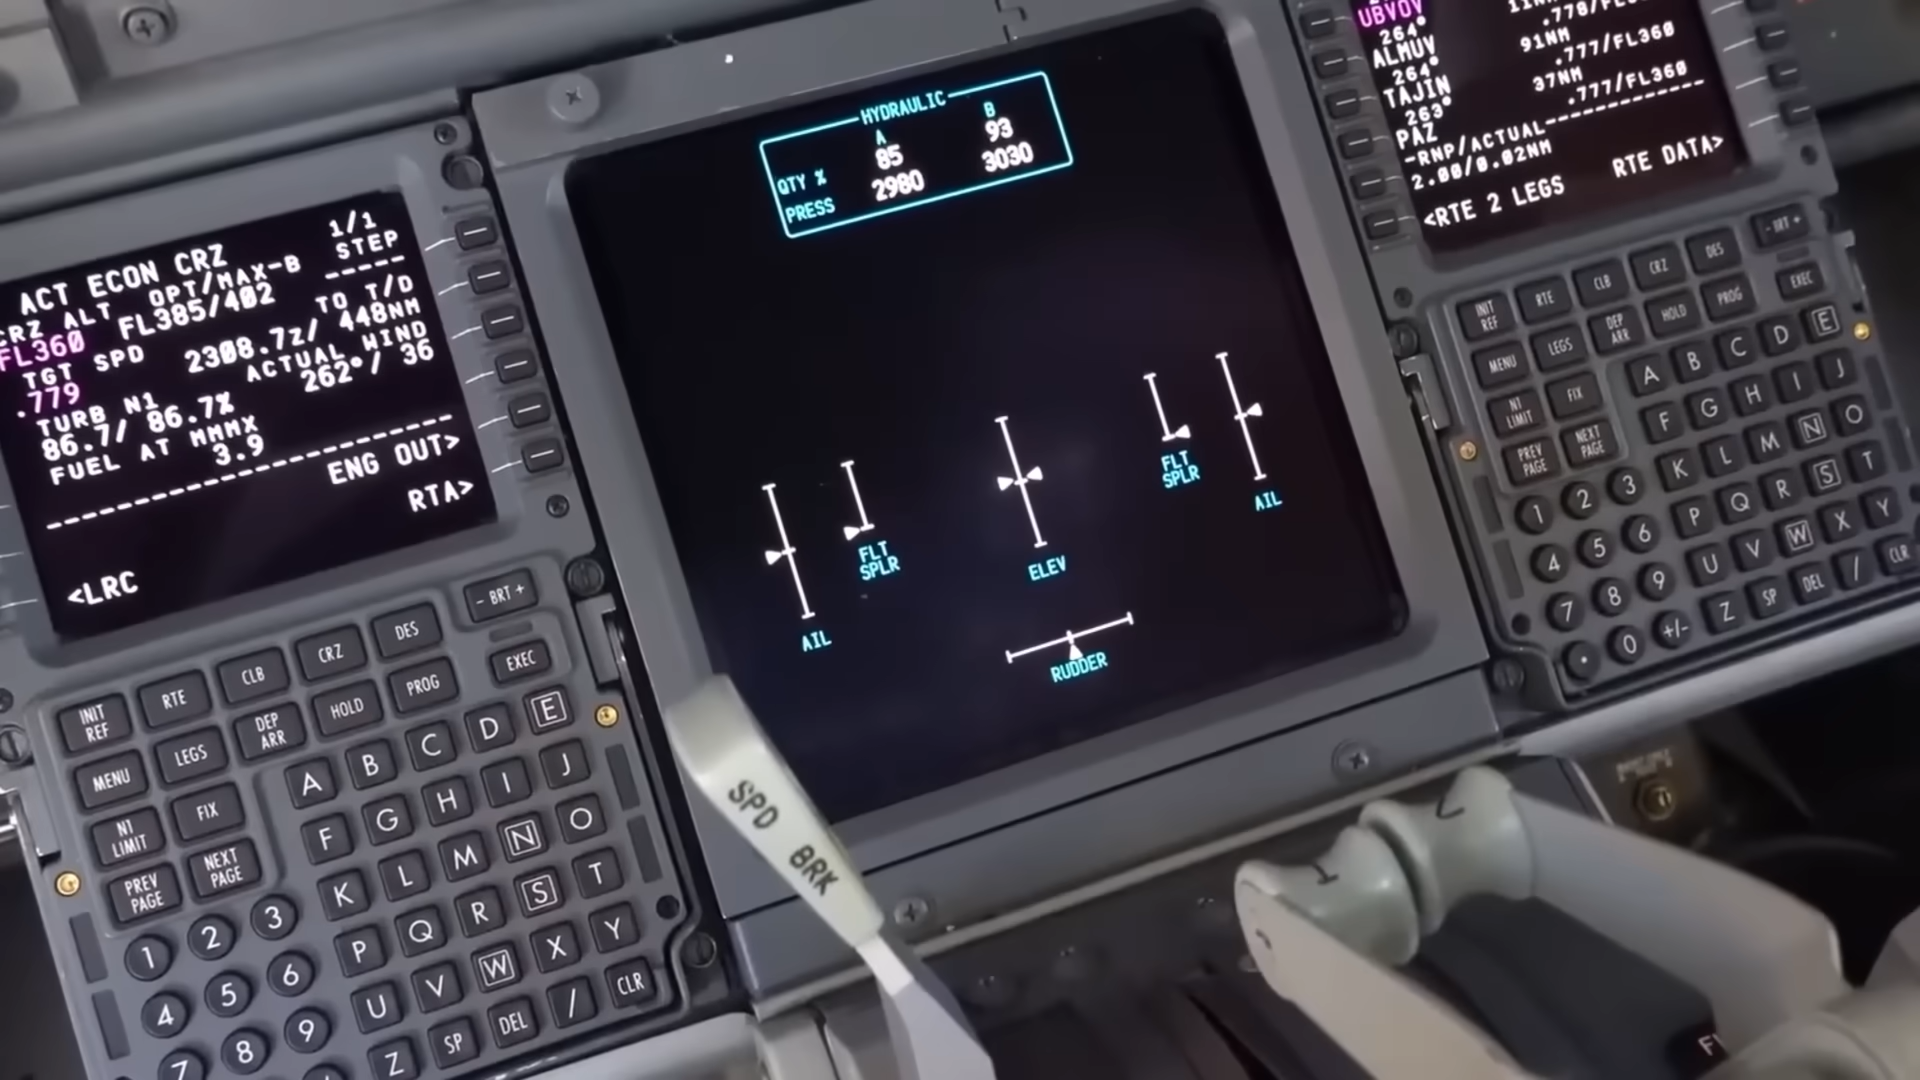 ACT ECON CRZ 1/1
CRZ ALT OPT/MAX-B STEP
FL360 FL385/402 -----
TGT SPD TO T/D
.779 2308.7z/ 448NM
TURB N1 ACTUAL WIND
86.7/ 86.7% 262°/ 36
FUEL AT MMMX
3.9
ENG OUT>
RTA>
<LRC
- BRT +
INIT REF RTE CLB CRZ DES
MENU LEGS DEP ARR HOLD PROG EXEC
N1 LIMIT FIX
PREV PAGE NEXT PAGE
A B C D E
F G H I J
K L M N O
P Q R S T
U V W X Y
Z SP DEL / CLR
1 2 3
4 5 6
7 8 9
HYDRAULIC
A B
QTY % 85 93
PRESS 2980 3030
AIL
FLT
SPLR
ELEV
FLT
SPLR
AIL
RUDDER
SPD BRK
1
2
UBVOV
264°
ALMUV 91NM .777/FL360
264°
TAJIN 37NM .777/FL360
263°
PAZ
-RNP/ACTUAL
2.00/0.02NM
RTE DATA>
<RTE 2 LEGS
- BRT +
INIT REF RTE CLB CRZ DES
MENU LEGS DEP ARR HOLD PROG EXEC
N1 LIMIT FIX
PREV PAGE NEXT PAGE
A B C D E
F G H I J
K L M N O
P Q R S T
U V W X Y
Z SP DEL / CLR
1 2 3
4 5 6
7 8 9
. 0 +/-